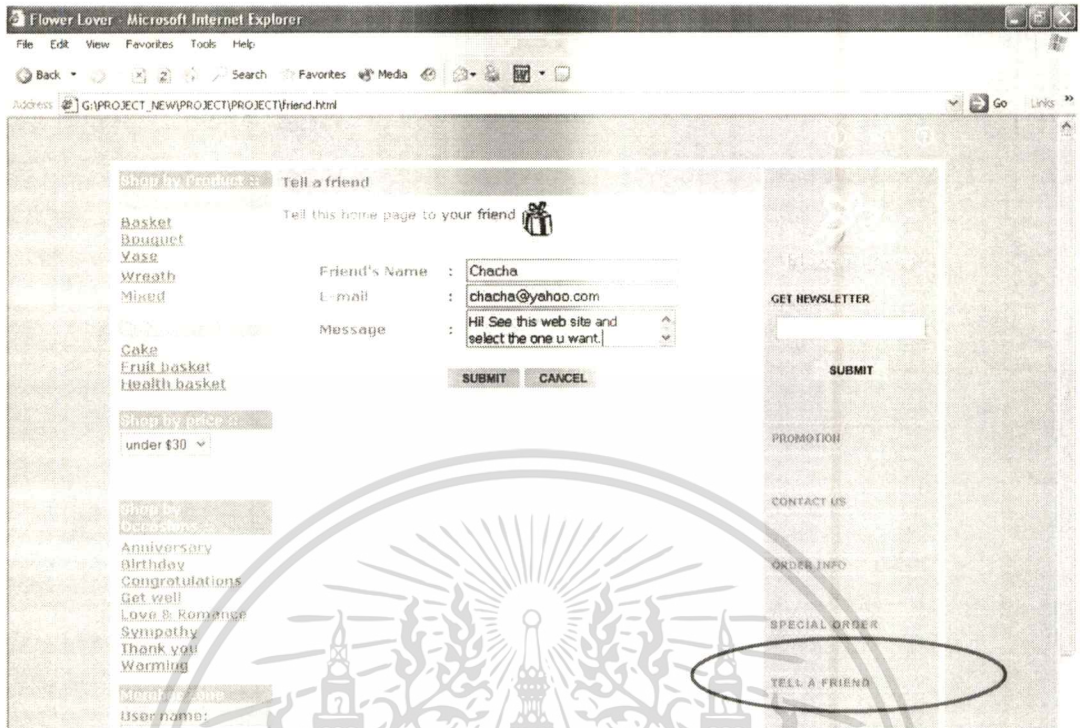 Flower Lover - Microsoft Internet Explorer
File Edit View Favorites Tools Help
Back Search Favorites Media
Address G:\PROJECT_NEW\PROJECT\PROJECT\friend.html Go Links »
Shop by Product ::
Basket
Bouquet
Vase
Wreath
Mixed
Cake
Fruit basket
Health basket
Shop by price ::
under $30
Shop by
Occasions ::
Anniversary
Birthday
Congratulations
Get well
Love & Romance
Sympathy
Thank you
Warming
Member Zone
User name:
Tell a friend
Tell this home page to your friend
Friend's Name : Chacha
E-mail : chacha@yahoo.com
Message : Hi! See this web site and
select the one u want.
SUBMIT CANCEL
GET NEWSLETTER
SUBMIT
PROMOTION
CONTACT US
ORDER INFO
SPECIAL ORDER
TELL A FRIEND